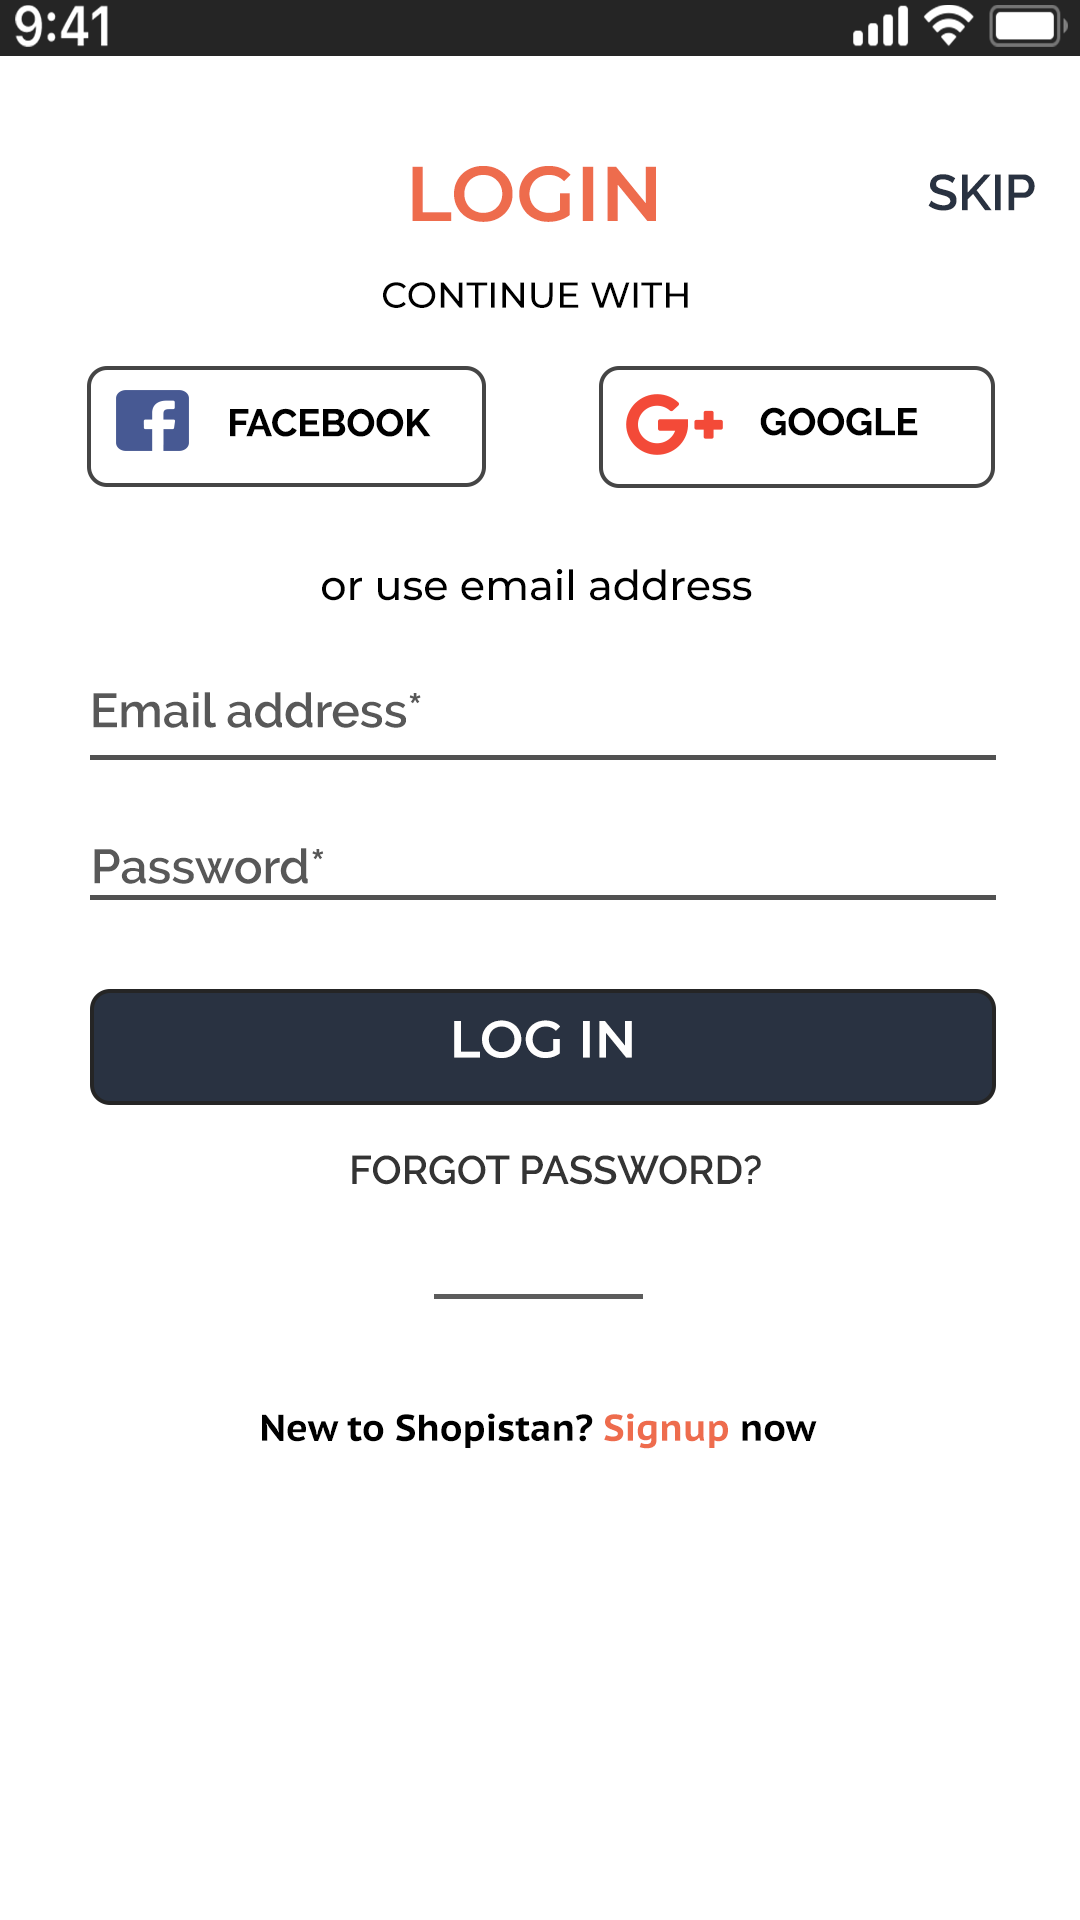 9:41
LOGIN
SKIP
CONTINUE WITH
FACEBOOK
GOOGLE
or use email address
Email address*
Password*
LOG IN
FORGOT PASSWORD?
New to Shopistan? Signup now